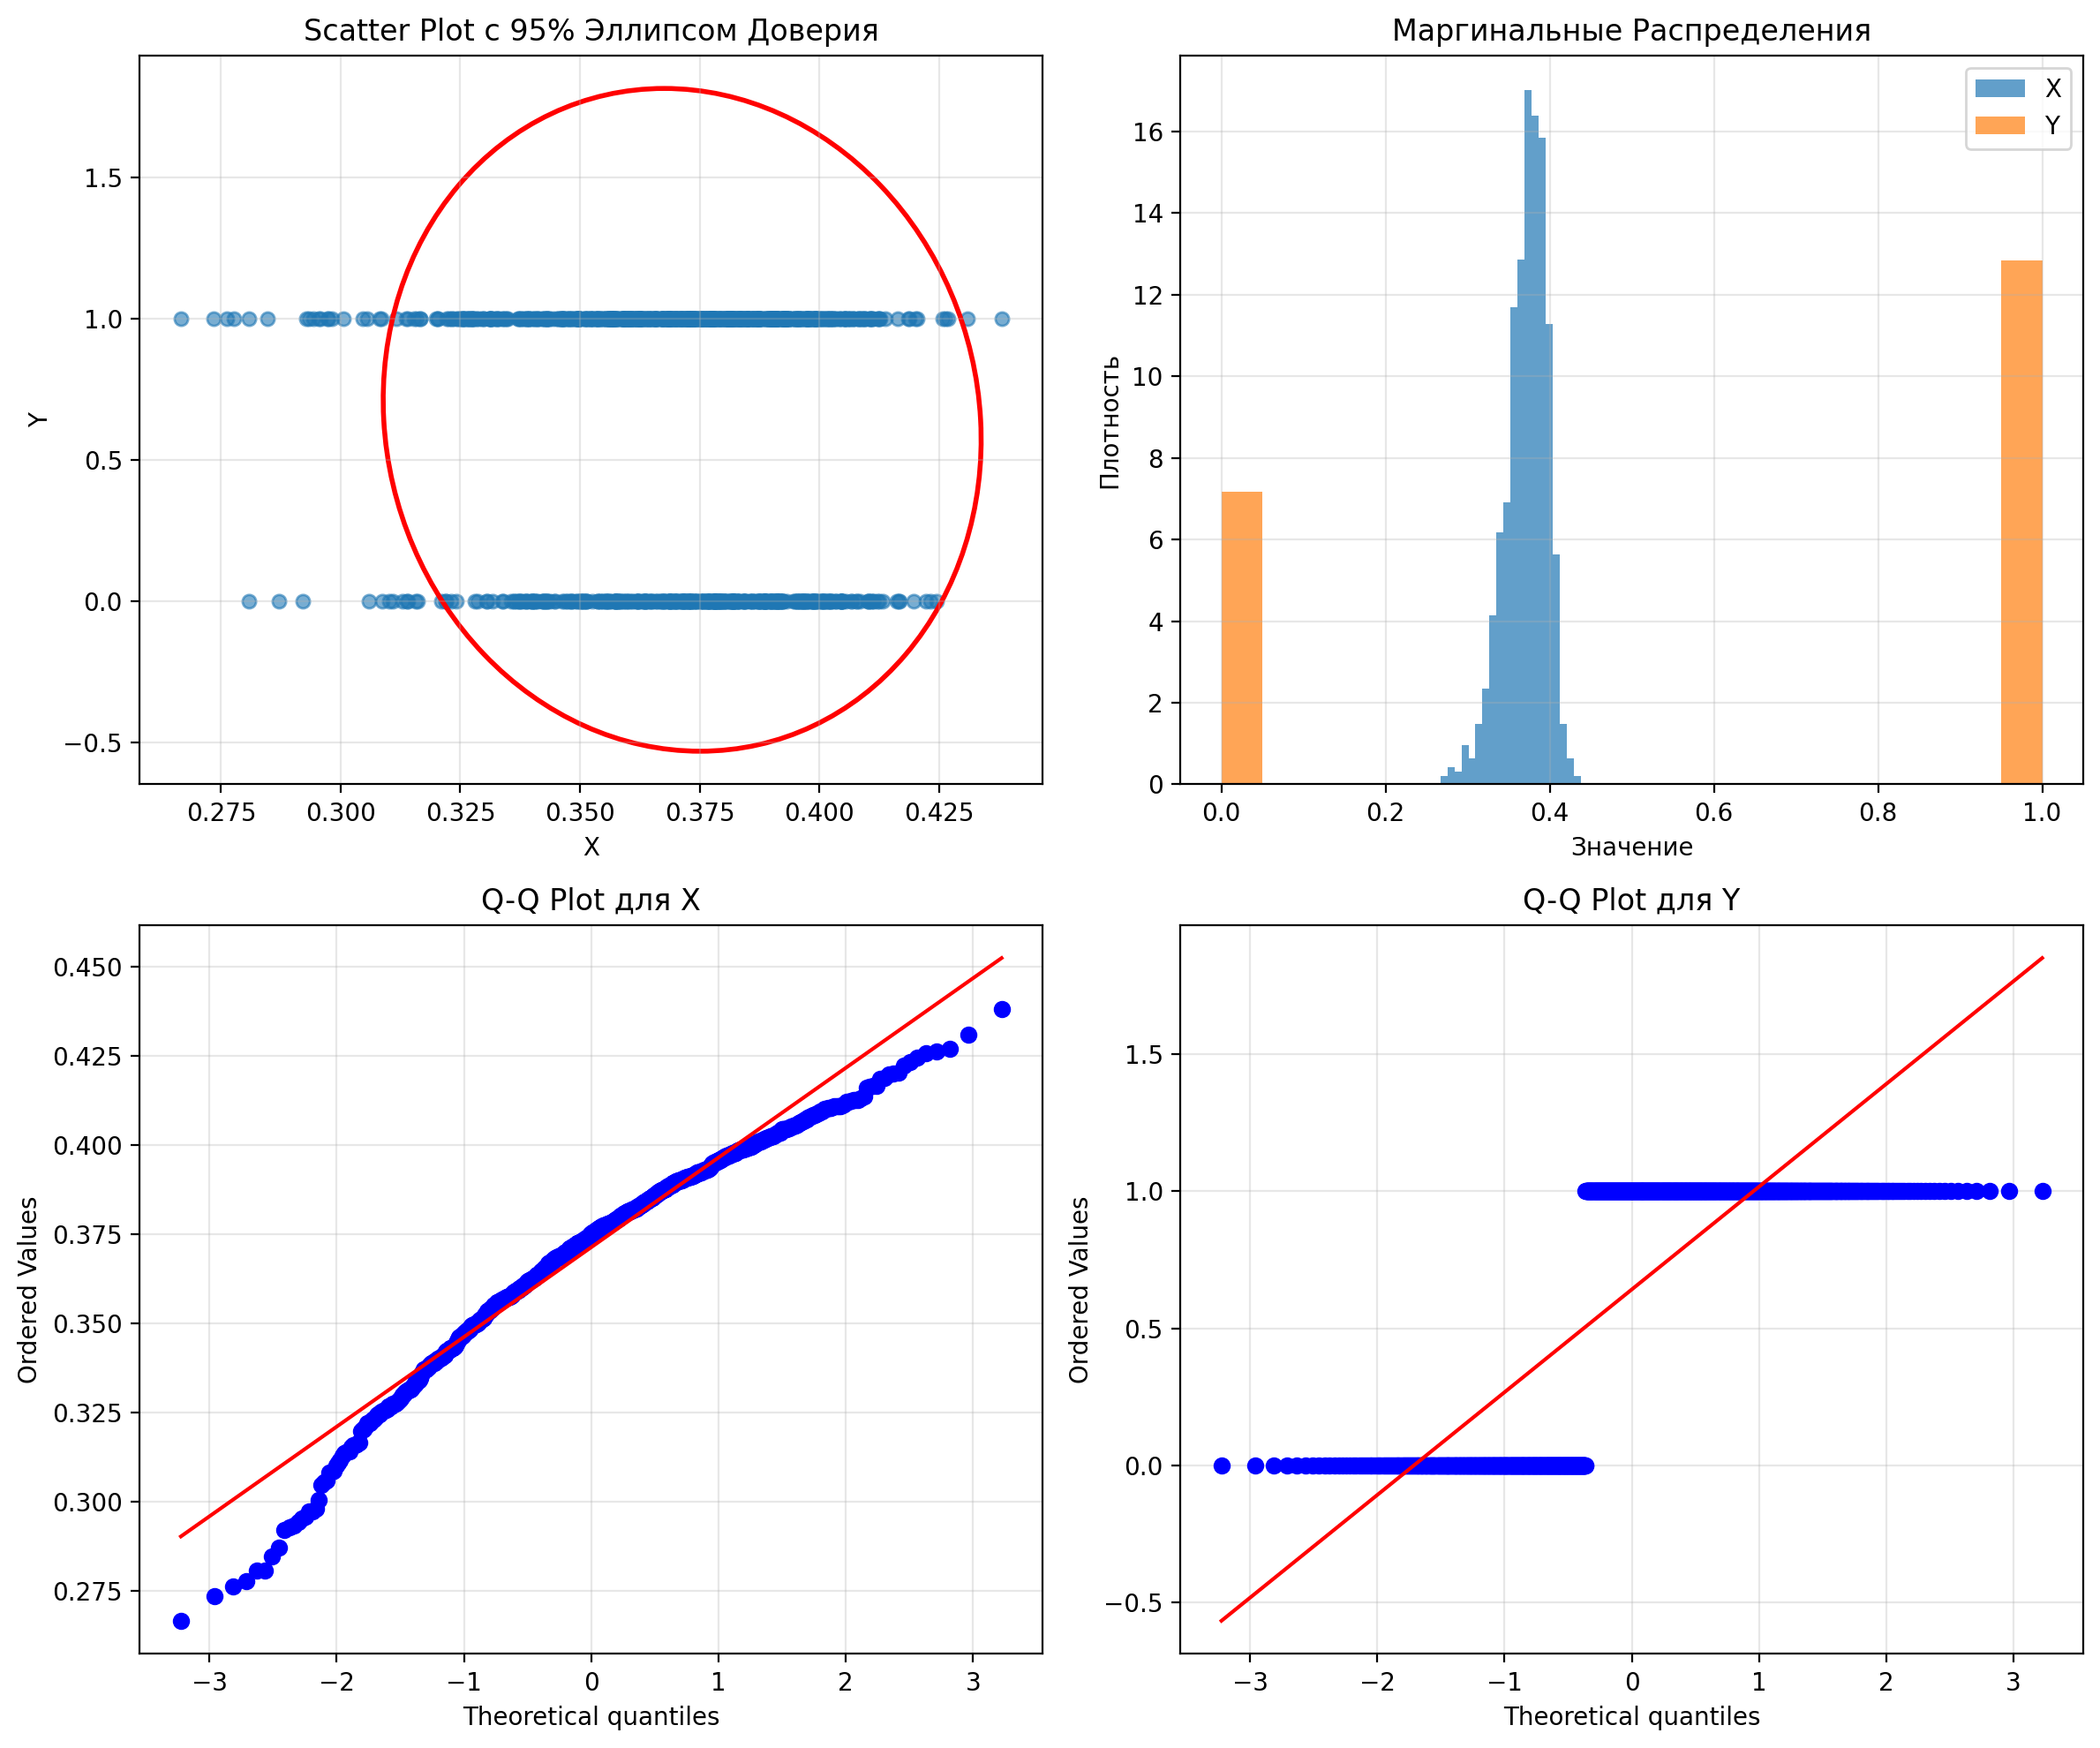 Scatter Plot с 95% Эллипсом Доверия
1.5
1.0
0.5
0.0
−0.5
Y
0.275 0.300 0.325 0.350 0.375 0.400 0.425
X
Маргинальные Распределения
X
Y
16
14
12
10
8
6
4
2
0
Плотность
0.0 0.2 0.4 0.6 0.8 1.0
Значение
Q-Q Plot для X
0.450
0.425
0.400
0.375
0.350
0.325
0.300
0.275
Ordered Values
−3 −2 −1 0 1 2 3
Theoretical quantiles
Q-Q Plot для Y
1.5
1.0
0.5
0.0
−0.5
Ordered Values
−3 −2 −1 0 1 2 3
Theoretical quantiles